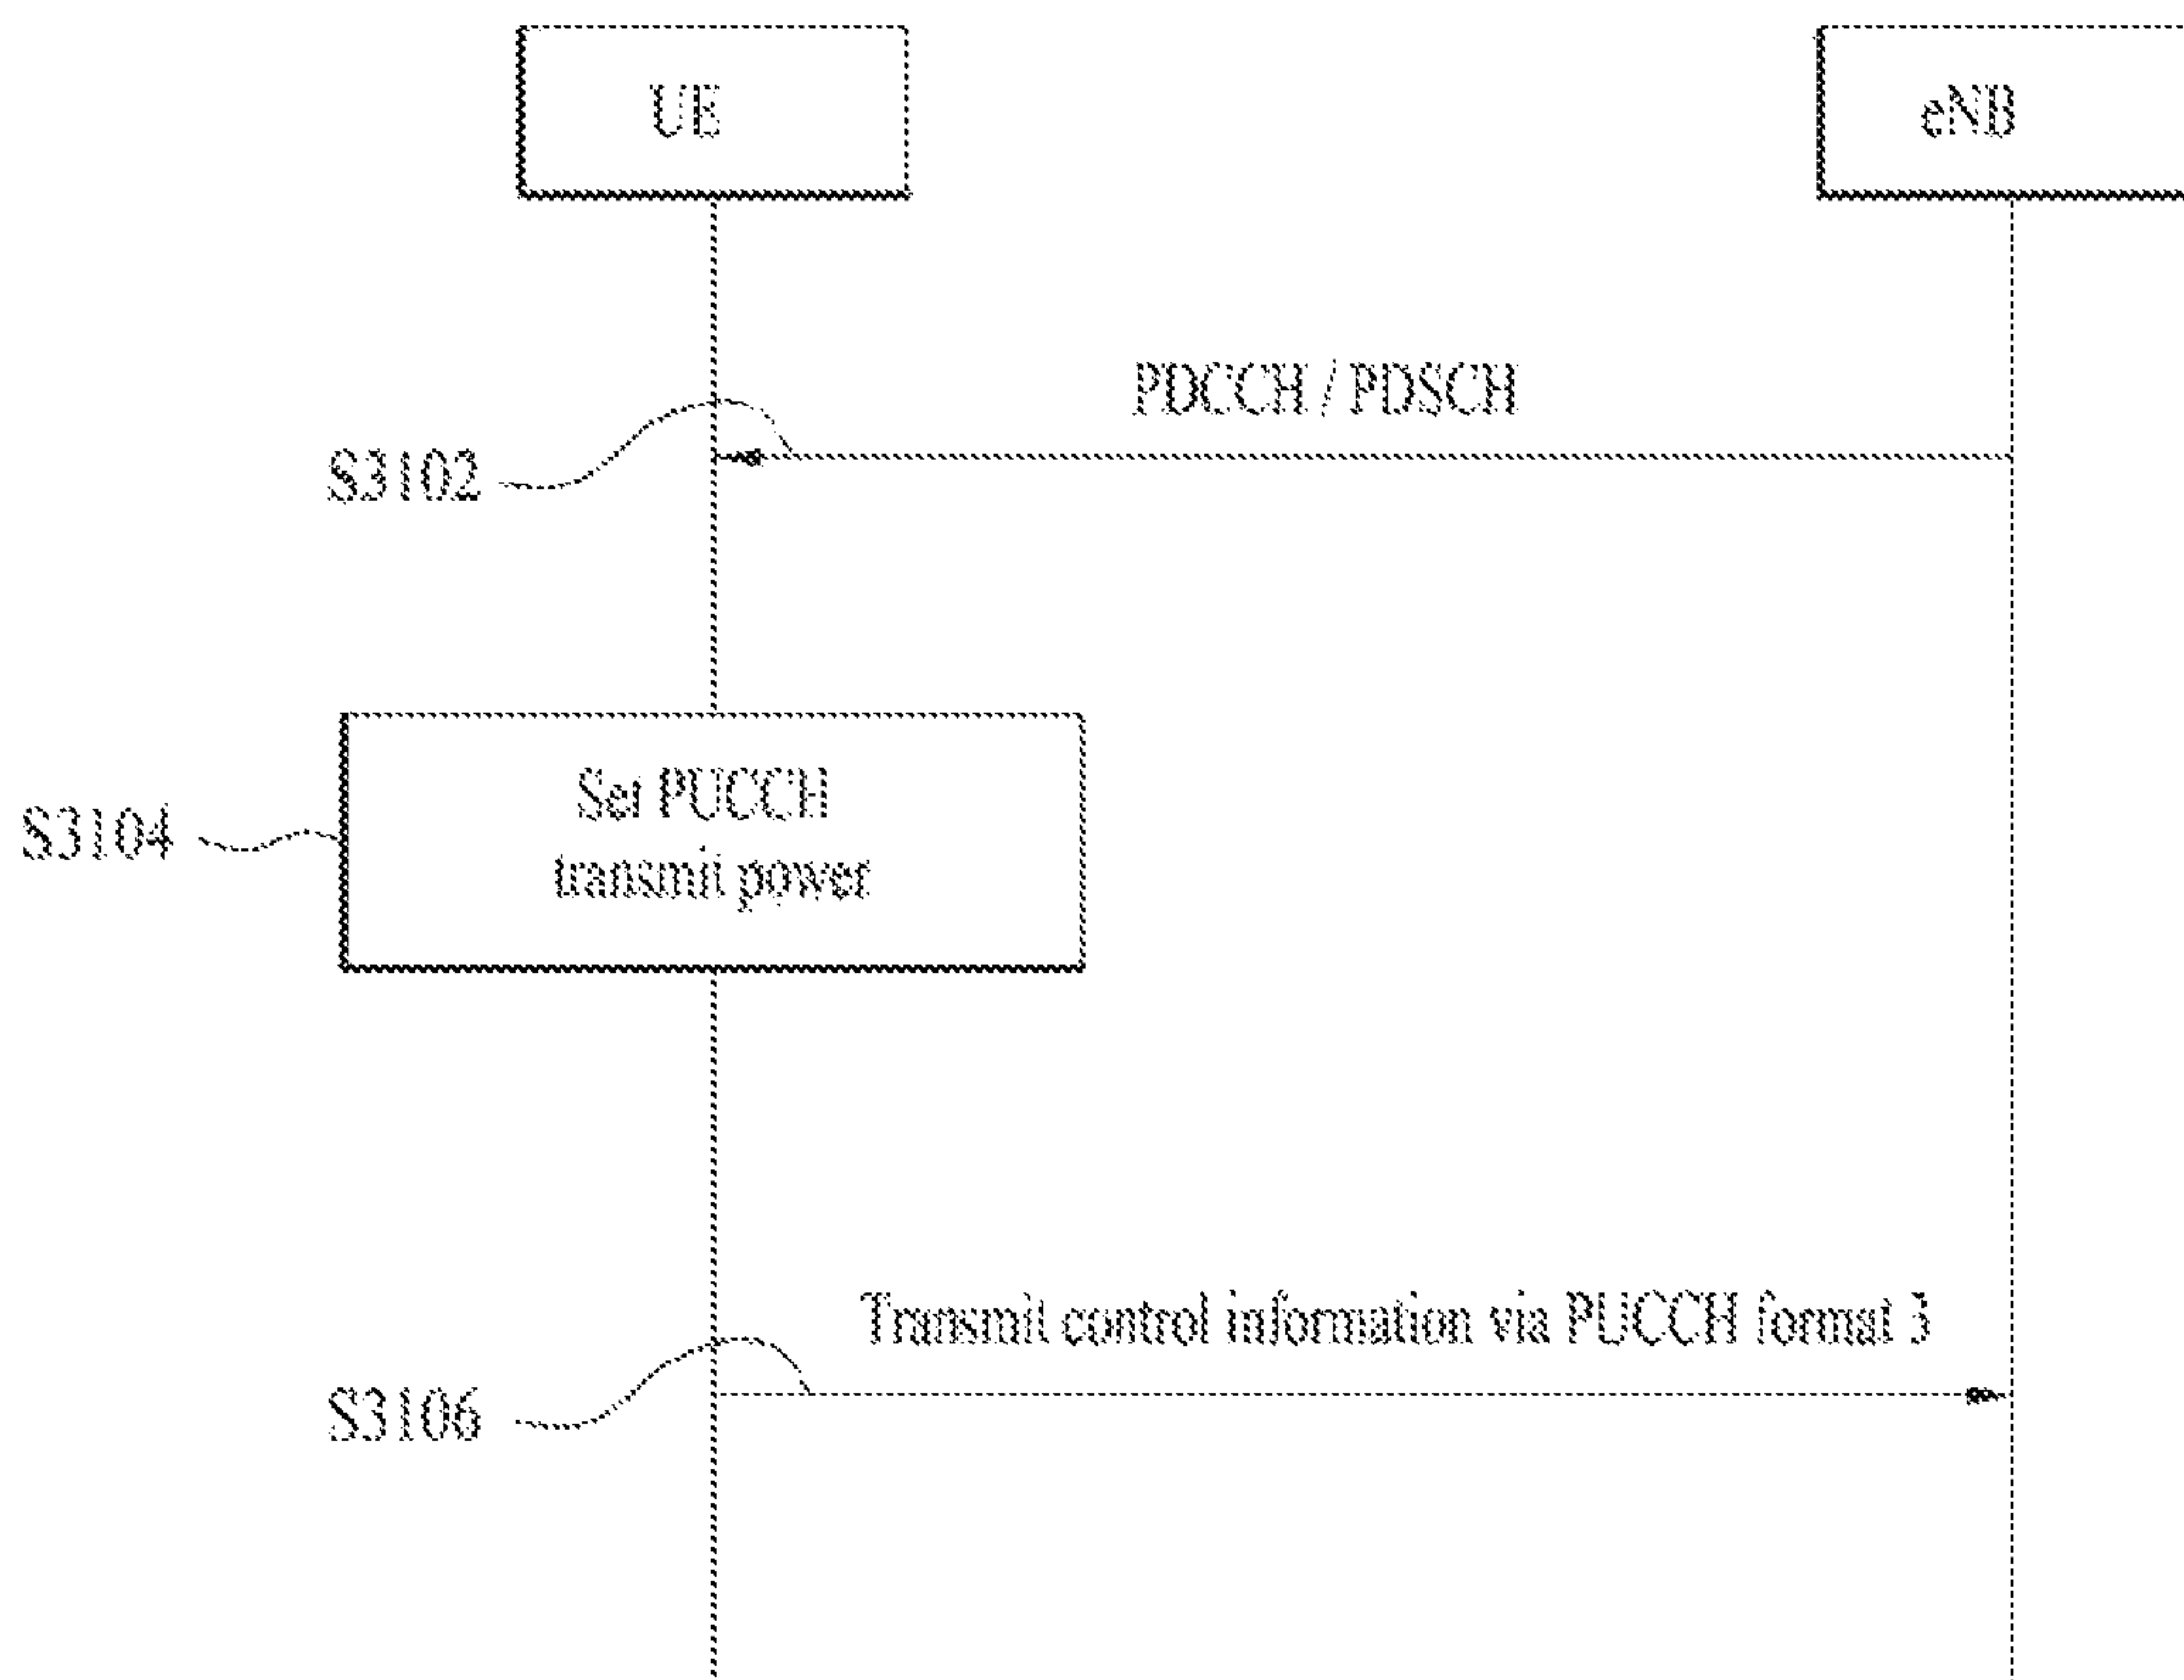 UE
eNB
PDCCH / PDSCH
S3102
Set PUCCH
transmit power
S3104
Transmit control information via PUCCH format 3
S3106